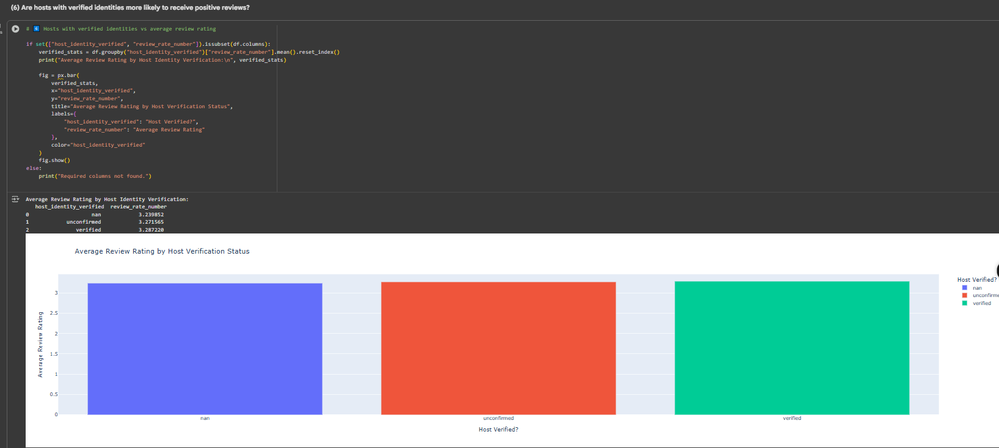 (6) Are hosts with verified identities more likely to receive positive reviews?
# 6 Hosts with verified identities vs average review rating
if set(["host_identity_verified", "review_rate_number"]).issubset(df.columns):
    verified_stats = df.groupby("host_identity_verified")["review_rate_number"].mean().reset_index()
    print("Average Review Rating by Host Identity Verification:\n", verified_stats)
    fig = px.bar(
        verified_stats,
        x="host_identity_verified",
        y="review_rate_number",
        title="Average Review Rating by Host Verification Status",
        labels={
            "host_identity_verified": "Host Verified?",
            "review_rate_number": "Average Review Rating"
        },
        color="host_identity_verified"
    )
    fig.show()
else:
    print("Required columns not found.")
Average Review Rating by Host Identity Verification:
host_identity_verified review_rate_number
0 nan 3.239852
1 unconfirmed 3.271565
2 verified 3.287220
Average Review Rating by Host Verification Status
Host Verified?
nan
unconfirme
verified
Average Review Rating
3
2.5
2
1.5
1
0.5
0
nan unconfirmed verified
Host Verified?